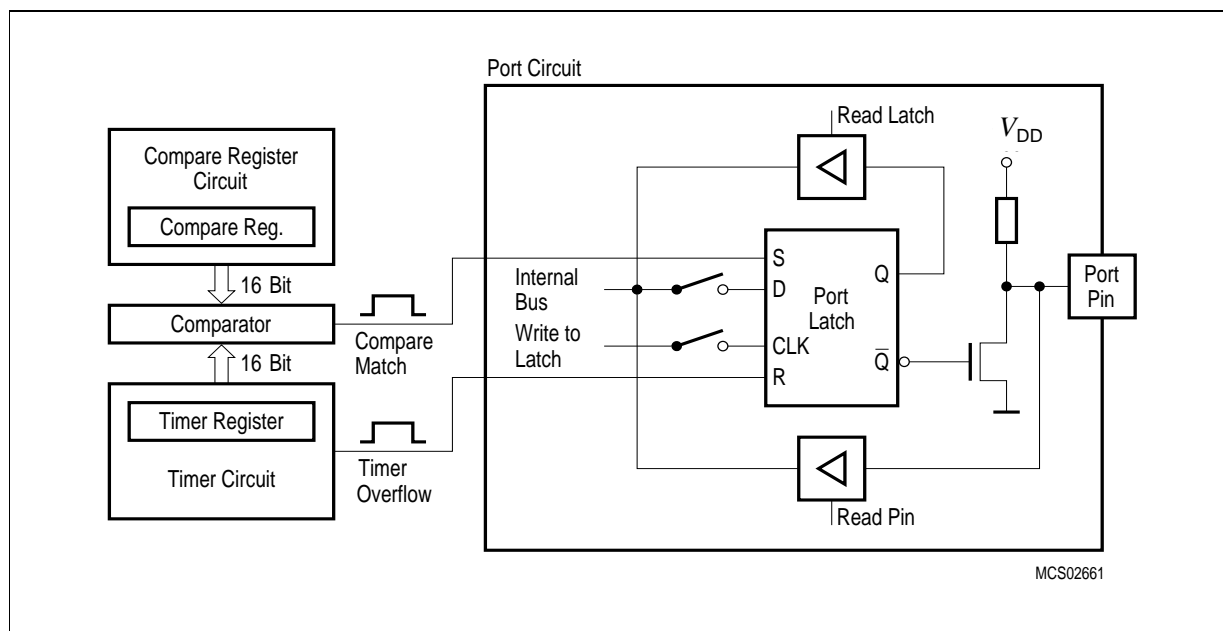 Port Circuit
Read Latch
V DD
Compare Register
Circuit
Compare Reg.
16 Bit
Comparator
16 Bit
Timer Register
Timer Circuit
Compare
Match
Timer
Overflow
Internal
Bus
Write to
Latch
S
D
CLK
R
Port
Latch
Q
Q̅
Port
Pin
Read Pin
MCS02661